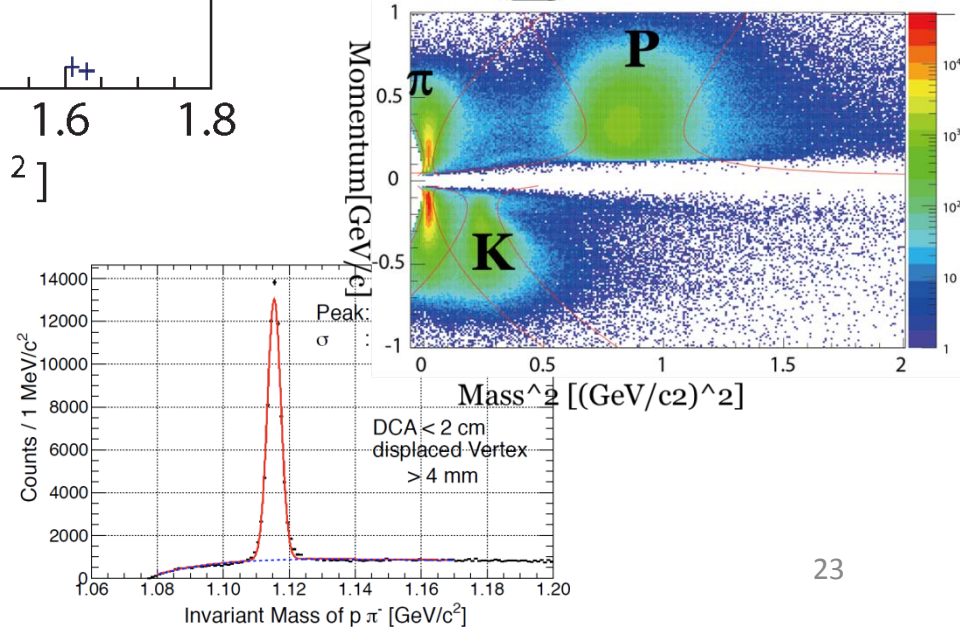 1.6 1.8
2 ]
Momentum[GeV/c]
1
0.5
0
-0.5
-1
π
P
K
0 0.5 1 1.5 2
Mass^2 [(GeV/c2)^2]
10⁴
10³
10²
10
1
Counts / 1 MeV/c²
14000
12000
10000
8000
6000
4000
2000
0
Peak:
σ :
DCA < 2 cm
displaced Vertex
> 4 mm
1.06 1.08 1.10 1.12 1.14 1.16 1.18 1.20
Invariant Mass of p π⁻ [GeV/c²]
23